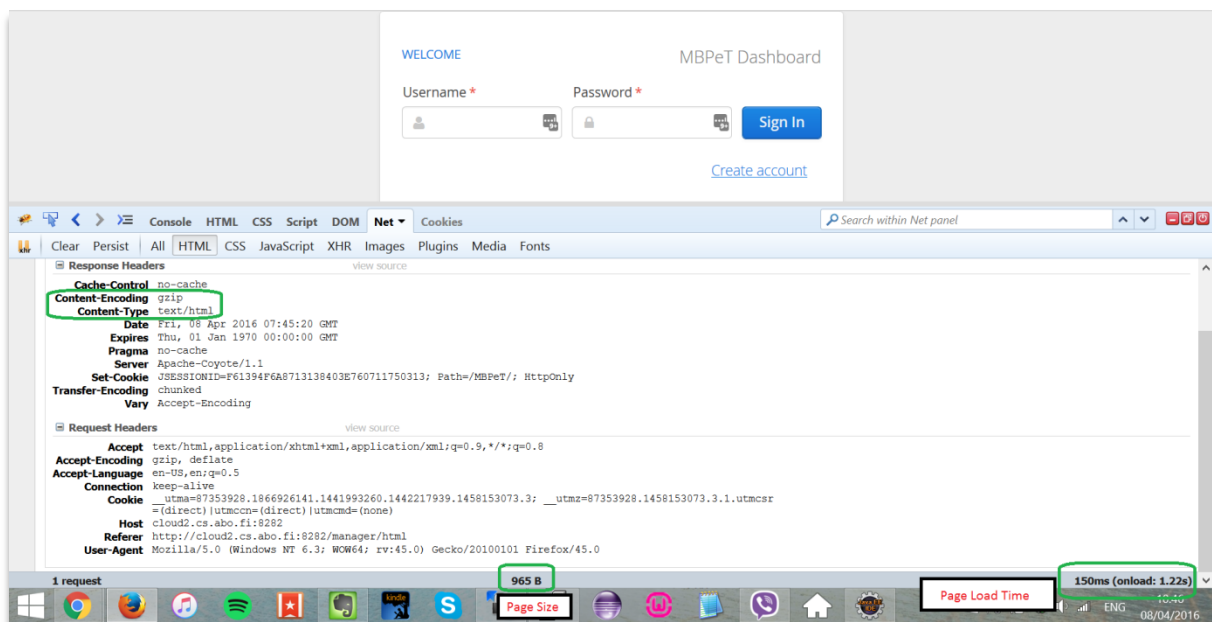 WELCOME
MBPeT Dashboard
Username *
Password *
Sign In
Create account
Console HTML CSS Script DOM Net Cookies
Search within Net panel
Clear Persist All HTML CSS JavaScript XHR Images Plugins Media Fonts
Response Headers view source
Cache-Control no-cache
Content-Encoding gzip
Content-Type text/html
Date Fri, 08 Apr 2016 07:45:20 GMT
Expires Thu, 01 Jan 1970 00:00:00 GMT
Pragma no-cache
Server Apache-Coyote/1.1
Set-Cookie JSESSIONID=F61394F6A8713138403E760711750313; Path=/MBPeT/; HttpOnly
Transfer-Encoding chunked
Vary Accept-Encoding
Request Headers view source
Accept text/html,application/xhtml+xml,application/xml;q=0.9,*/*;q=0.8
Accept-Encoding gzip, deflate
Accept-Language en-US,en;q=0.5
Connection keep-alive
Cookie __utma=87353928.1866926141.1441993260.1442217939.1458153073.3; __utmz=87353928.1458153073.3.1.utmcsr
=(direct)|utmccn=(direct)|utmcmd=(none)
Host cloud2.cs.abo.fi:8282
Referer http://cloud2.cs.abo.fi:8282/manager/html
User-Agent Mozilla/5.0 (Windows NT 6.3; WOW64; rv:45.0) Gecko/20100101 Firefox/45.0
1 request 965 B 150ms (onload: 1.22s)
kindle
Page Size
Page Load Time
ENG
08/04/2016